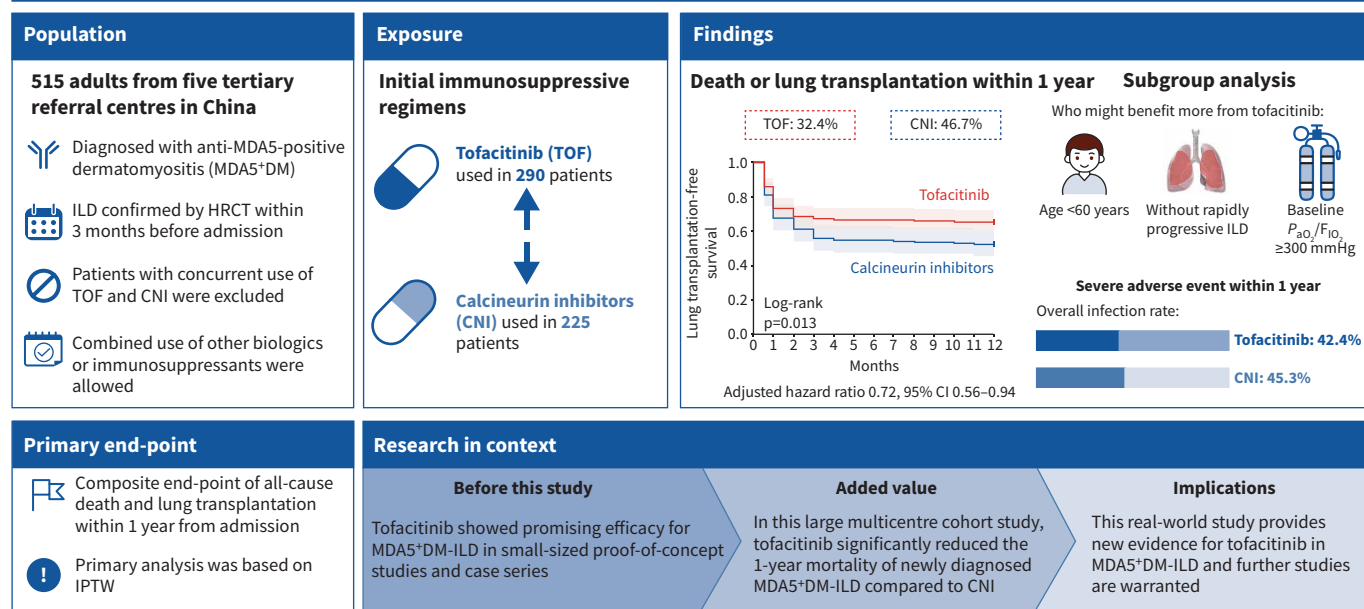 Population
515 adults from five tertiary
referral centres in China
Diagnosed with anti-MDA5-positive
dermatomyositis (MDA5⁺DM)
ILD confirmed by HRCT within
3 months before admission
Patients with concurrent use of
TOF and CNI were excluded
Combined use of other biologics
or immunosuppressants were
allowed
Exposure
Initial immunosuppressive
regimens
Tofacitinib (TOF)
used in 290 patients
Calcineurin inhibitors
(CNI) used in 225
patients
Findings
Death or lung transplantation within 1 year
TOF: 32.4%
CNI: 46.7%
Lung transplantation-free
survival
1.0
0.8
0.6
0.4
0.2
0.0
Tofacitinib
Calcineurin inhibitors
Log-rank
p=0.013
0 1 2 3 4 5 6 7 8 9 10 11 12
Months
Adjusted hazard ratio 0.72, 95% CI 0.56–0.94
Subgroup analysis
Who might benefit more from tofacitinib:
Age <60 years
Without rapidly
progressive ILD
Baseline
PaO₂/FIO₂
≥300 mmHg
Severe adverse event within 1 year
Overall infection rate:
Tofacitinib: 42.4%
CNI: 45.3%
Primary end-point
Composite end-point of all-cause
death and lung transplantation
within 1 year from admission
!
Primary analysis was based on
IPTW
Research in context
Before this study
Tofacitinib showed promising efficacy for
MDA5⁺DM-ILD in small-sized proof-of-concept
studies and case series
Added value
In this large multicentre cohort study,
tofacitinib significantly reduced the
1-year mortality of newly diagnosed
MDA5⁺DM-ILD compared to CNI
Implications
This real-world study provides
new evidence for tofacitinib in
MDA5⁺DM-ILD and further studies
are warranted